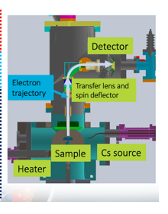 Detector
Electron
trajectory
Transfer lens and
spin deflector
Sample
Cs source
Heater